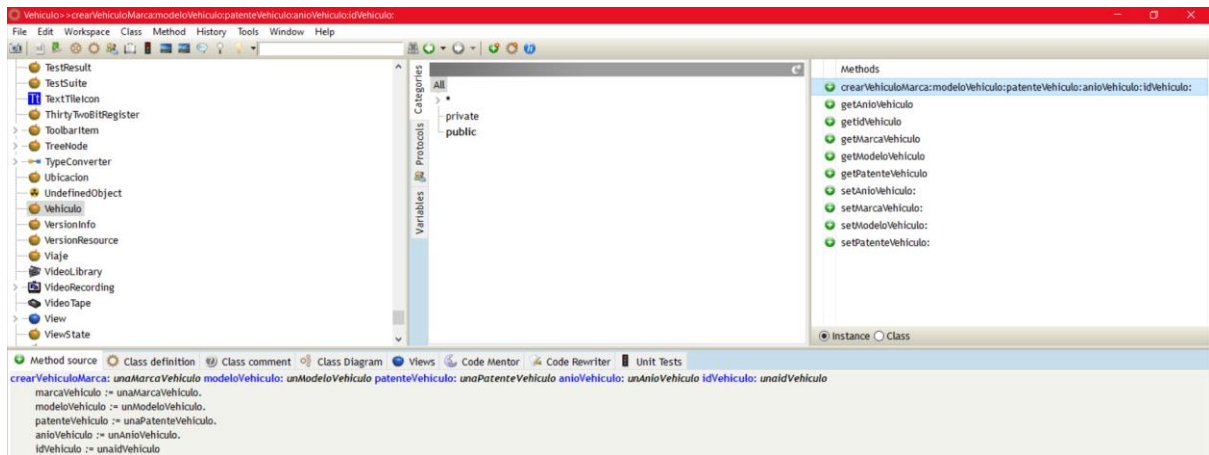 Vehiculo>>crearVehiculoMarca:modeloVehiculo:patenteVehiculo:anioVehiculo:idVehiculo:
File Edit Workspace Class Method History Tools Window Help
TestResult
TestSuite
TextTileIcon
ThirtyTwoBitRegister
ToolbarItem
TreeNode
TypeConverter
Ubicacion
UndefinedObject
Vehiculo
VersionInfo
VersionResource
Viaje
VideoLibrary
VideoRecording
VideoTape
View
ViewState
Categories
Protocols
Variables
All
*
private
public
Methods
crearVehiculoMarca:modeloVehiculo:patenteVehiculo:anioVehiculo:idVehiculo:
getAnioVehiculo
getidVehiculo
getMarcaVehiculo
getModeloVehiculo
getPatenteVehiculo
setAnioVehiculo:
setMarcaVehiculo:
setModeloVehiculo:
setPatenteVehiculo:
Instance Class
Method source Class definition Class comment Class Diagram Views Code Mentor Code Rewriter Unit Tests
crearVehiculoMarca: unaMarcaVehiculo modeloVehiculo: unModeloVehiculo patenteVehiculo: unaPatenteVehiculo anioVehiculo: unAnioVehiculo idVehiculo: unaidVehiculo
marcaVehiculo := unaMarcaVehiculo.
modeloVehiculo := unModeloVehiculo.
patenteVehiculo := unaPatenteVehiculo.
anioVehiculo := unAnioVehiculo.
idVehiculo := unaidVehiculo